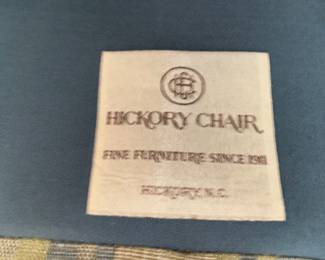 HICKORY CHAIR
FINE FURNITURE SINCE 1911
HICKORY, N.C.